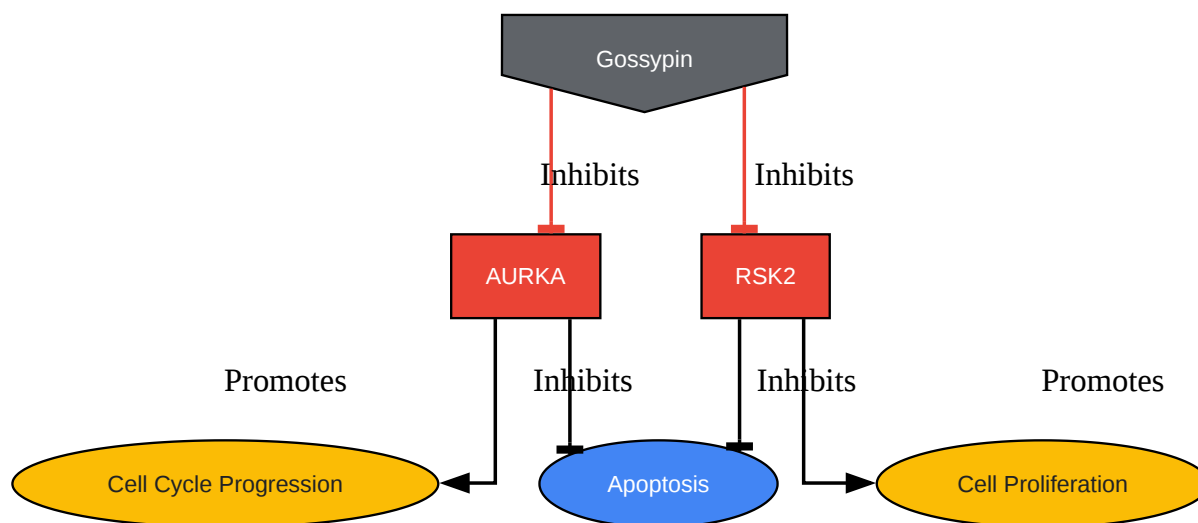 Gossypin
Inhibits
Inhibits
AURKA
RSK2
Promotes
Inhibits
Inhibits
Promotes
Cell Cycle Progression
Apoptosis
Cell Proliferation